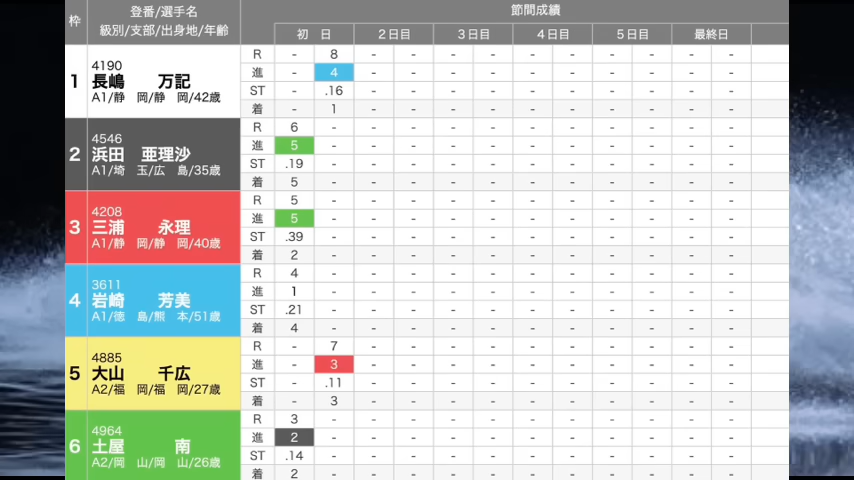 枠 登番/選手名 節間成績
級別/支部/出身地/年齢 初 日 2日目 3日目 4日目 5日目 最終日
1 4190 R - 8 - - - - - - - - - -
長嶋 万記 進 - 4 - - - - - - - - - -
A1/静 岡/静 岡/42歳 ST - .16 - - - - - - - - - -
着 - 1 - - - - - - - - - -
2 4546 R 6 - - - - - - - - - - -
浜田 亜理沙 進 5 - - - - - - - - - - -
A1/埼 玉/広 島/35歳 ST .19 - - - - - - - - - - -
着 5 - - - - - - - - - - -
3 4208 R 5 - - - - - - - - - - -
三浦 永理 進 5 - - - - - - - - - - -
A1/静 岡/静 岡/40歳 ST .39 - - - - - - - - - - -
着 2 - - - - - - - - - - -
4 3611 R 4 - - - - - - - - - - -
岩崎 芳美 進 1 - - - - - - - - - - -
A1/徳 島/熊 本/51歳 ST .21 - - - - - - - - - - -
着 4 - - - - - - - - - - -
5 4885 R - 7 - - - - - - - - - -
大山 千広 進 - 3 - - - - - - - - - -
A2/福 岡/福 岡/27歳 ST - .11 - - - - - - - - - -
着 - 3 - - - - - - - - - -
6 4964 R 3 - - - - - - - - - - -
土屋 南 進 2 - - - - - - - - - - -
A2/岡 山/岡 山/26歳 ST .14 - - - - - - - - - - -
着 2 - - - - - - - - - - -